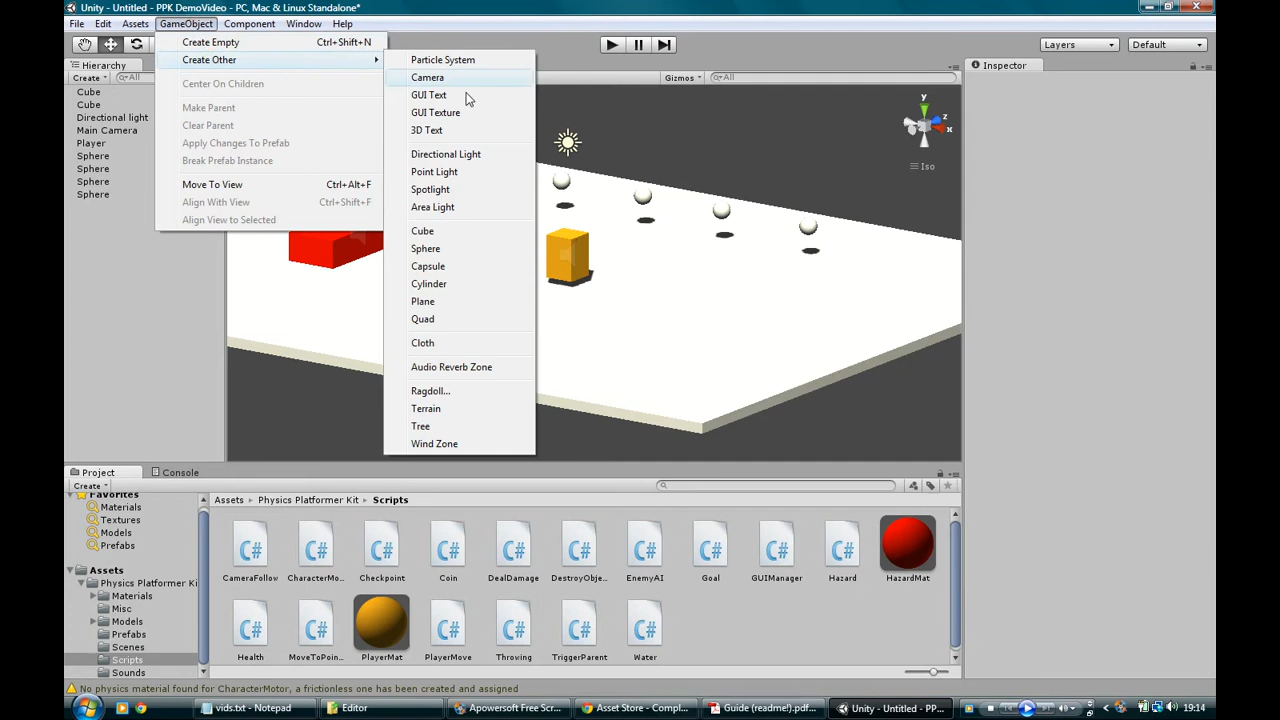 Unity - Untitled - PPK DemoVideo - PC, Mac & Linux Standalone*
File Edit Assets GameObject Component Window Help
Layers Default
Hierarchy
Create All
Cube
Cube
Directional light
Main Camera
Player
Sphere
Sphere
Sphere
Sphere
Create Empty Ctrl+Shift+N
Create Other
Center On Children
Make Parent
Clear Parent
Apply Changes To Prefab
Break Prefab Instance
Move To View Ctrl+Alt+F
Align With View Ctrl+Shift+F
Align View to Selected
Particle System
Camera
GUI Text
GUI Texture
3D Text
Directional Light
Point Light
Spotlight
Area Light
Cube
Sphere
Capsule
Cylinder
Plane
Quad
Cloth
Audio Reverb Zone
Ragdoll...
Terrain
Tree
Wind Zone
Gizmos All
y
z
x
Iso
Inspector
Project Console
Create
Favorites
Materials
Textures
Models
Prefabs
Assets
Physics Platformer Ki
Materials
Misc
Models
Prefabs
Scenes
Scripts
Sounds
Assets Physics Platformer Kit Scripts
C# C# C# C# C# C# C# C# C# C#
CameraFollow CharacterMo... Checkpoint Coin DealDamage DestroyObje... EnemyAI Goal GUIManager Hazard HazardMat
C# C# C# C# C# C#
Health MoveToPoin... PlayerMat PlayerMove Throwing TriggerParent Water
No physics material found for CharacterMotor, a frictionless one has been created and assigned
vids.txt - Notepad Editor Apowersoft Free Scr... Asset Store - Compl... Guide (readme!).pdf... Unity - Untitled - PP... 19:14